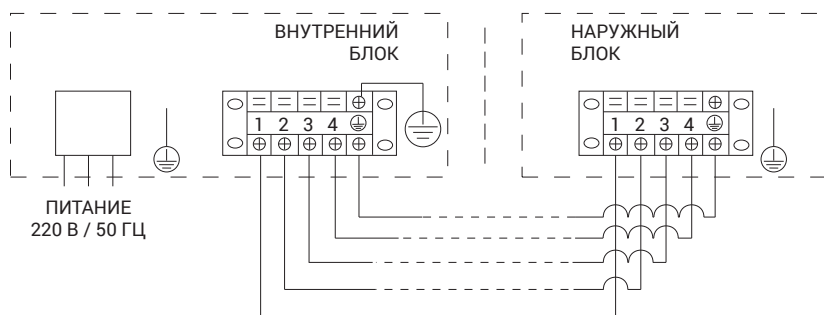 ВНУТРЕННИЙ
БЛОК
НАРУЖНЫЙ
БЛОК
1 2 3 4
1 2 3 4
ПИТАНИЕ
220 В / 50 ГЦ